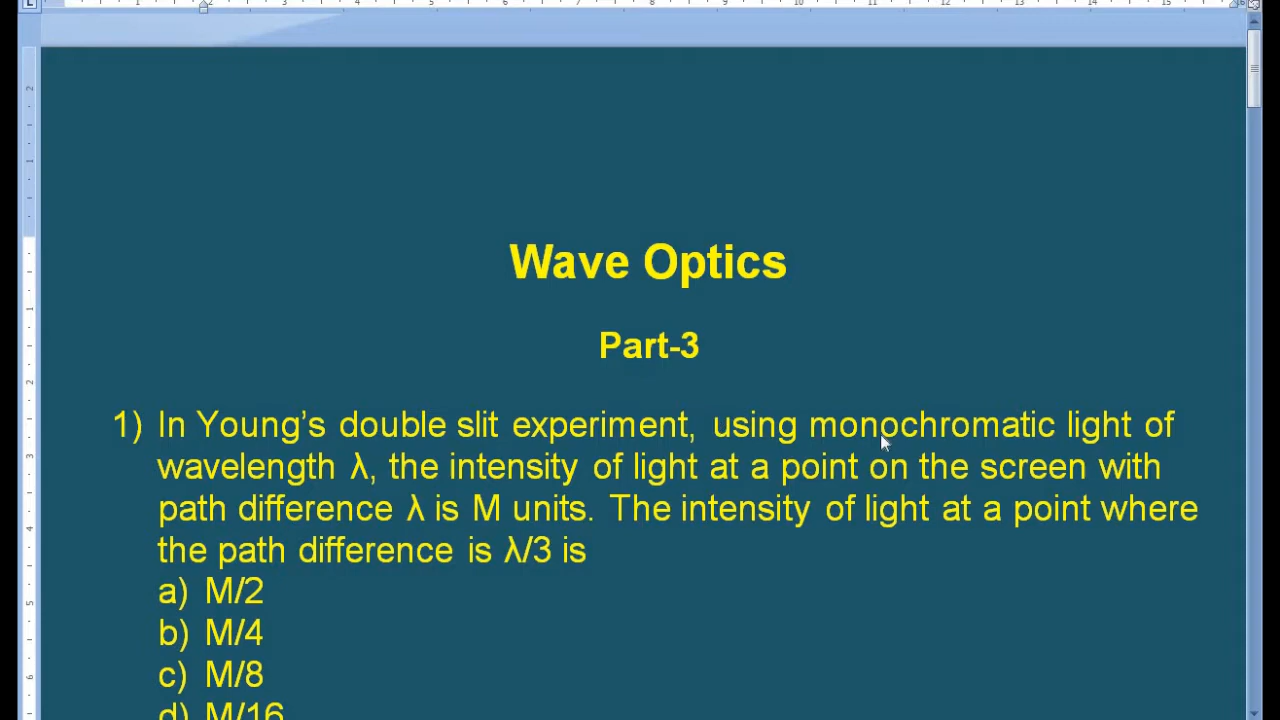 Wave Optics
Part-3
1) In Young's double slit experiment, using monochromatic light of
wavelength λ, the intensity of light at a point on the screen with
path difference λ is M units. The intensity of light at a point where
the path difference is λ/3 is
a) M/2
b) M/4
c) M/8
d) M/16